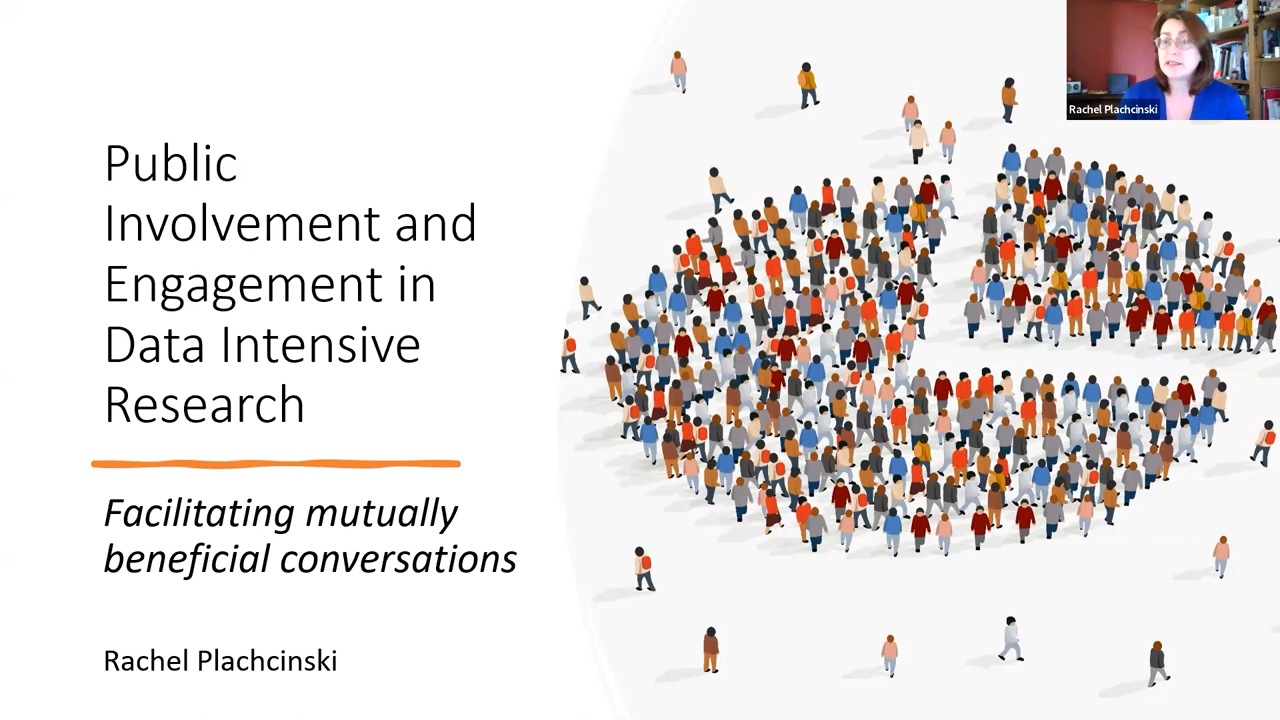 Public
Involvement and
Engagement in
Data Intensive
Research
Facilitating mutually
beneficial conversations
Rachel Plachcinski
Rachel Plachcinski